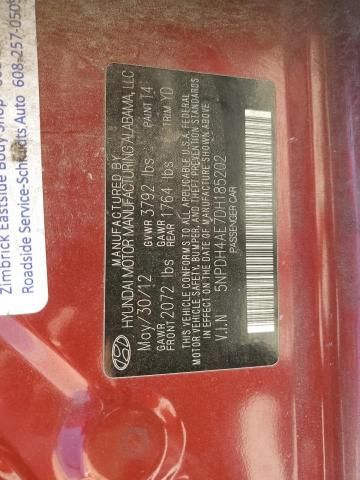 Zimbrick Eastside Body Shop
Roadside Service-Schmidt's Auto 608-257-0505
MANUFACTURED BY
HYUNDAI MOTOR MANUFACTURING ALABAMA, LLC
May/30/12 GVWR 3792 lbs PAINT T4
GAWR FRONT 2072 lbs GAWR REAR 1764 lbs TRIM YD
THIS VEHICLE CONFORMS TO ALL APPLICABLE U.S.A. FEDERAL
MOTOR VEHICLE SAFETY, BUMPER, AND THEFT PREVENTION STANDARDS
IN EFFECT ON THE DATE OF MANUFACTURE SHOWN ABOVE
V.I.N 5NPDH4AE7DH185202
PASSENGER CAR